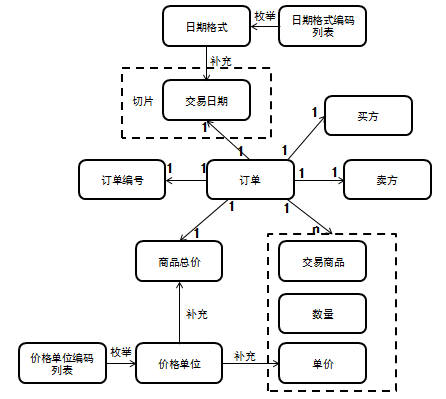 日期格式
枚举
日期格式编码
列表
补充
切片
交易日期
1
1
1
1
买方
订单编号
1
1
订单
1
1
卖方
1
1
1
n
商品总价
交易商品
数量
补充
价格单位编码
列表
枚举
价格单位
补充
单价